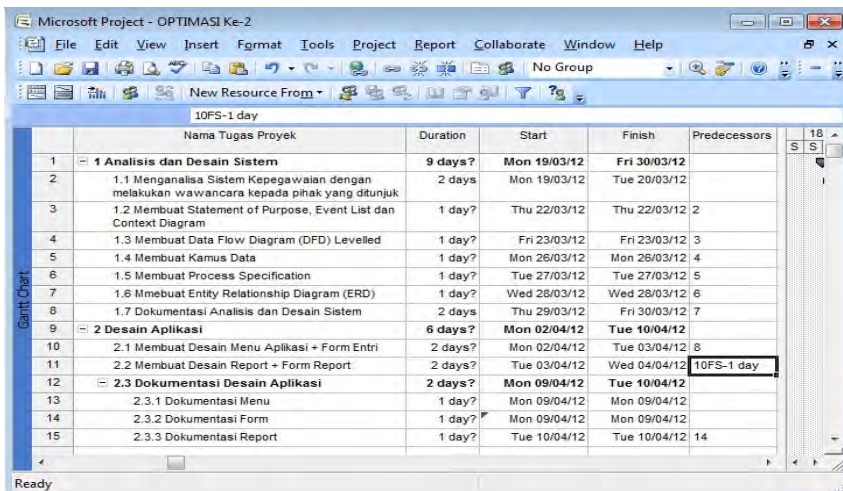 Microsoft Project - OPTIMASI Ke-2
File Edit View Insert Format Tools Project Report Collaborate Window Help
No Group
New Resource From
10FS-1 day
Nama Tugas Proyek Duration Start Finish Predecessors 18
S S
1 1 Analisis dan Desain Sistem 9 days? Mon 19/03/12 Fri 30/03/12
2 1.1 Menganalisa Sistem Kepegawaian dengan 2 days Mon 19/03/12 Tue 20/03/12
melakukan wawancara kepada pihak yang ditunjuk
3 1.2 Membuat Statement of Purpose, Event List dan 1 day? Thu 22/03/12 Thu 22/03/12 2
Context Diagram
4 1.3 Membuat Data Flow Diagram (DFD) Levelled 1 day? Fri 23/03/12 Fri 23/03/12 3
5 1.4 Membuat Kamus Data 1 day? Mon 26/03/12 Mon 26/03/12 4
6 1.5 Membuat Process Specification 1 day? Tue 27/03/12 Tue 27/03/12 5
7 1.6 Mmebuat Entity Relationship Diagram (ERD) 1 day? Wed 28/03/12 Wed 28/03/12 6
8 1.7 Dokumentasi Analisis dan Desain Sistem 2 days Thu 29/03/12 Fri 30/03/12 7
9 2 Desain Aplikasi 6 days? Mon 02/04/12 Tue 10/04/12
10 2.1 Membuat Desain Menu Aplikasi + Form Entri 2 days? Mon 02/04/12 Tue 03/04/12 8
11 2.2 Membuat Desain Report + Form Report 2 days? Tue 03/04/12 Wed 04/04/12 10FS-1 day
12 2.3 Dokumentasi Desain Aplikasi 2 days? Mon 09/04/12 Tue 10/04/12
13 2.3.1 Dokumentasi Menu 1 day? Mon 09/04/12 Mon 09/04/12
14 2.3.2 Dokumentasi Form 1 day? Mon 09/04/12 Mon 09/04/12
15 2.3.3 Dokumentasi Report 1 day? Tue 10/04/12 Tue 10/04/12 14
Gantt Chart
Ready